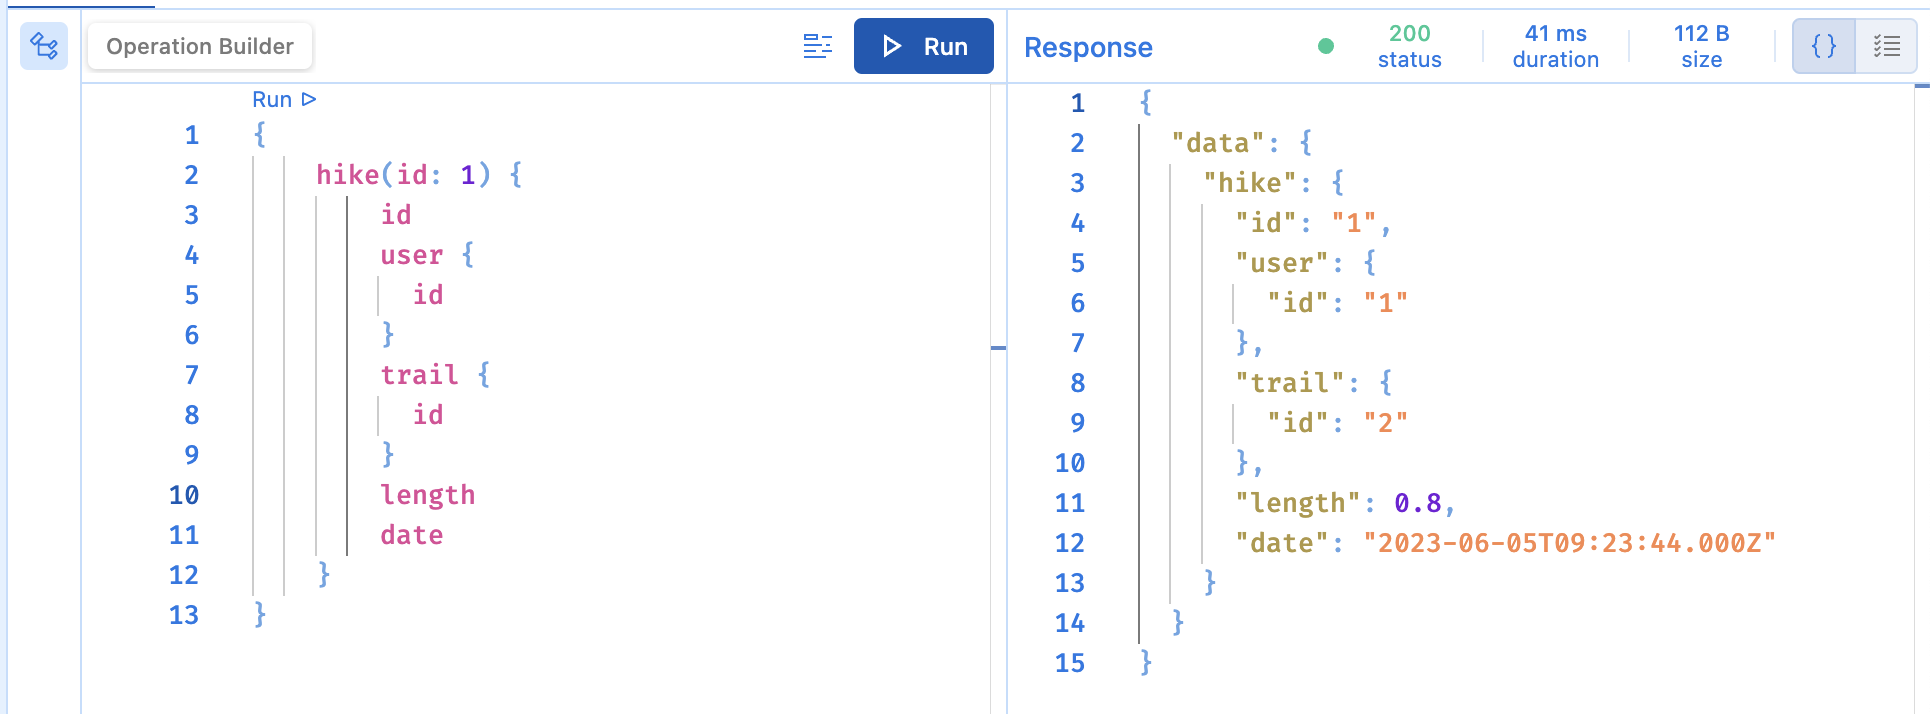 Operation Builder
Run
Run
1 {
2 hike(id: 1) {
3 id
4 user {
5 id
6 }
7 trail {
8 id
9 }
10 length
11 date
12 }
13 }
Response
200 status
41 ms duration
112 B size
{}
1 {
2 "data": {
3 "hike": {
4 "id": "1",
5 "user": {
6 "id": "1"
7 },
8 "trail": {
9 "id": "2"
10 },
11 "length": 0.8,
12 "date": "2023-06-05T09:23:44.000Z"
13 }
14 }
15 }